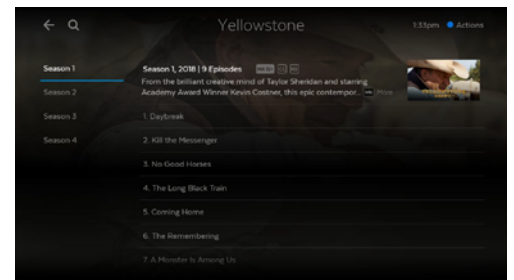 Yellowstone
1:33pm Actions
Season 1
Season 2
Season 3
Season 4
Season 1, 2018 | 9 Episodes
From the brilliant creative mind of Taylor Sheridan and starring
Academy Award Winner Kevin Costner, this epic contempor... More
1. Daybreak
2. Kill the Messenger
3. No Good Horses
4. The Long Black Train
5. Coming Home
6. The Remembering
7. A Monster Is Among Us